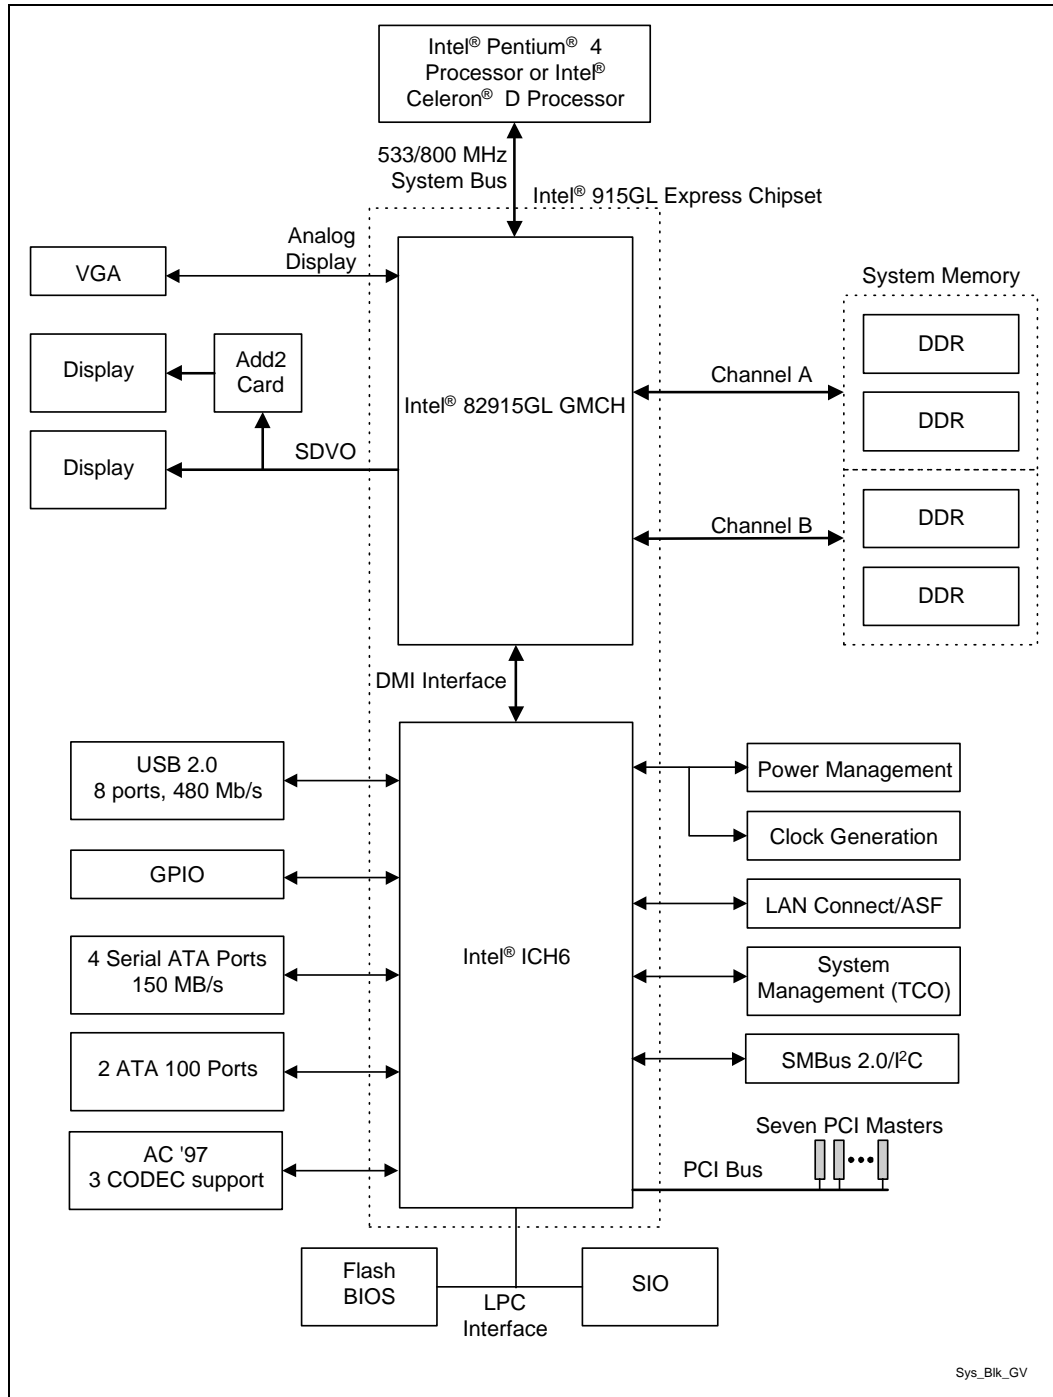 Intel® Pentium® 4
Processor or Intel®
Celeron® D Processor
533/800 MHz
System Bus
Intel® 915GL Express Chipset
Analog
Display
VGA
System Memory
Display
Add2
Card
DDR
Channel A
Intel® 82915GL GMCH
DDR
SDVO
Display
DDR
Channel B
DDR
DMI Interface
USB 2.0
8 ports, 480 Mb/s
Power Management
Clock Generation
GPIO
LAN Connect/ASF
Intel® ICH6
4 Serial ATA Ports
150 MB/s
System
Management (TCO)
2 ATA 100 Ports
SMBus 2.0/I²C
Seven PCI Masters
AC '97
3 CODEC support
PCI Bus
Flash
BIOS
SIO
LPC
Interface
Sys_Blk_GV